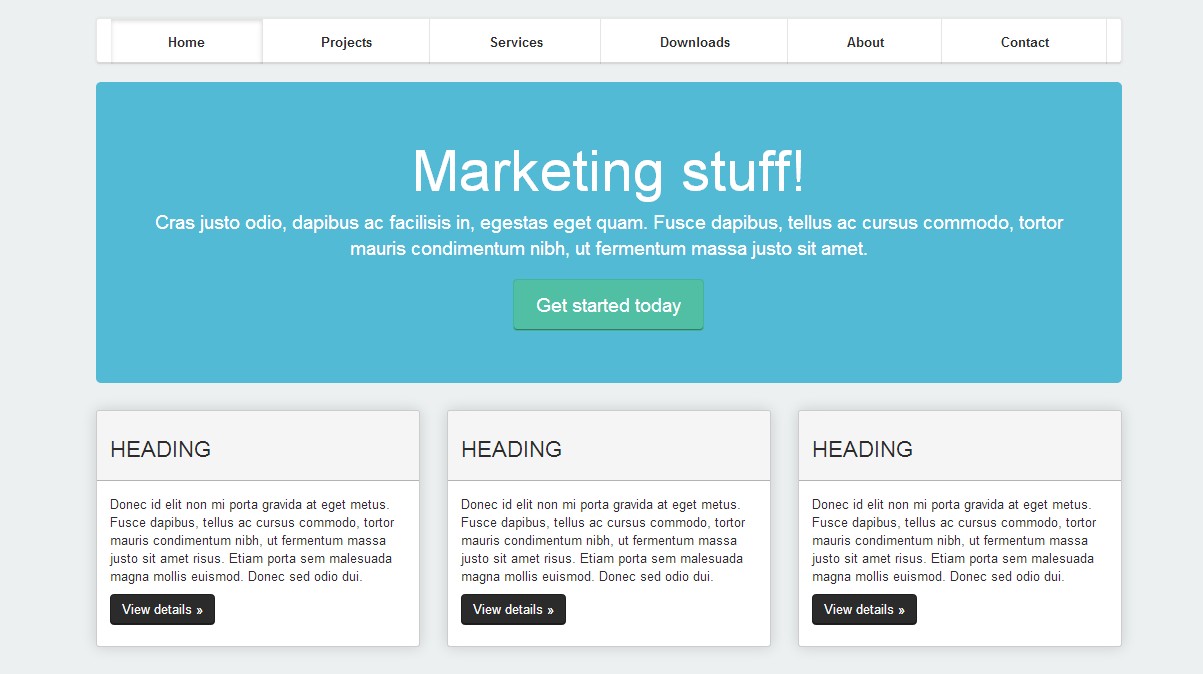 Home
Projects
Services
Downloads
About
Contact
Marketing stuff!
Cras justo odio, dapibus ac facilisis in, egestas eget quam. Fusce dapibus, tellus ac cursus commodo, tortor
mauris condimentum nibh, ut fermentum massa justo sit amet.
Get started today
HEADING
Donec id elit non mi porta gravida at eget metus.
Fusce dapibus, tellus ac cursus commodo, tortor
mauris condimentum nibh, ut fermentum massa
justo sit amet risus. Etiam porta sem malesuada
magna mollis euismod. Donec sed odio dui.
View details »
HEADING
Donec id elit non mi porta gravida at eget metus.
Fusce dapibus, tellus ac cursus commodo, tortor
mauris condimentum nibh, ut fermentum massa
justo sit amet risus. Etiam porta sem malesuada
magna mollis euismod. Donec sed odio dui.
View details »
HEADING
Donec id elit non mi porta gravida at eget metus.
Fusce dapibus, tellus ac cursus commodo, tortor
mauris condimentum nibh, ut fermentum massa
justo sit amet risus. Etiam porta sem malesuada
magna mollis euismod. Donec sed odio dui.
View details »